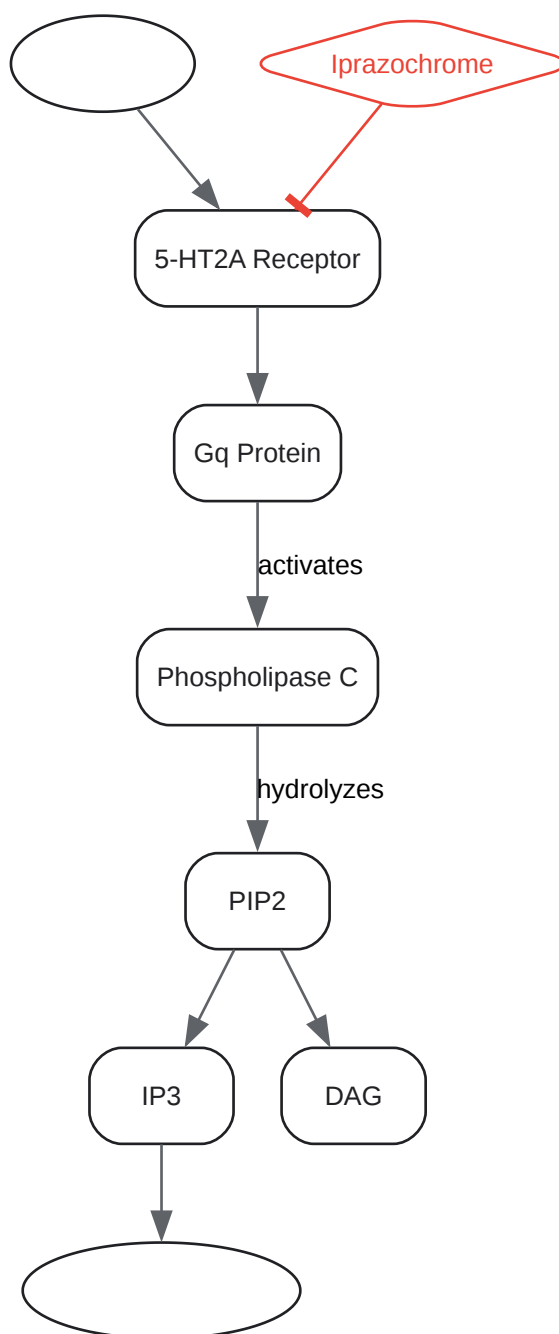 Iprazochrome
5-HT2A Receptor
Gq Protein
activates
Phospholipase C
hydrolyzes
PIP2
IP3
DAG